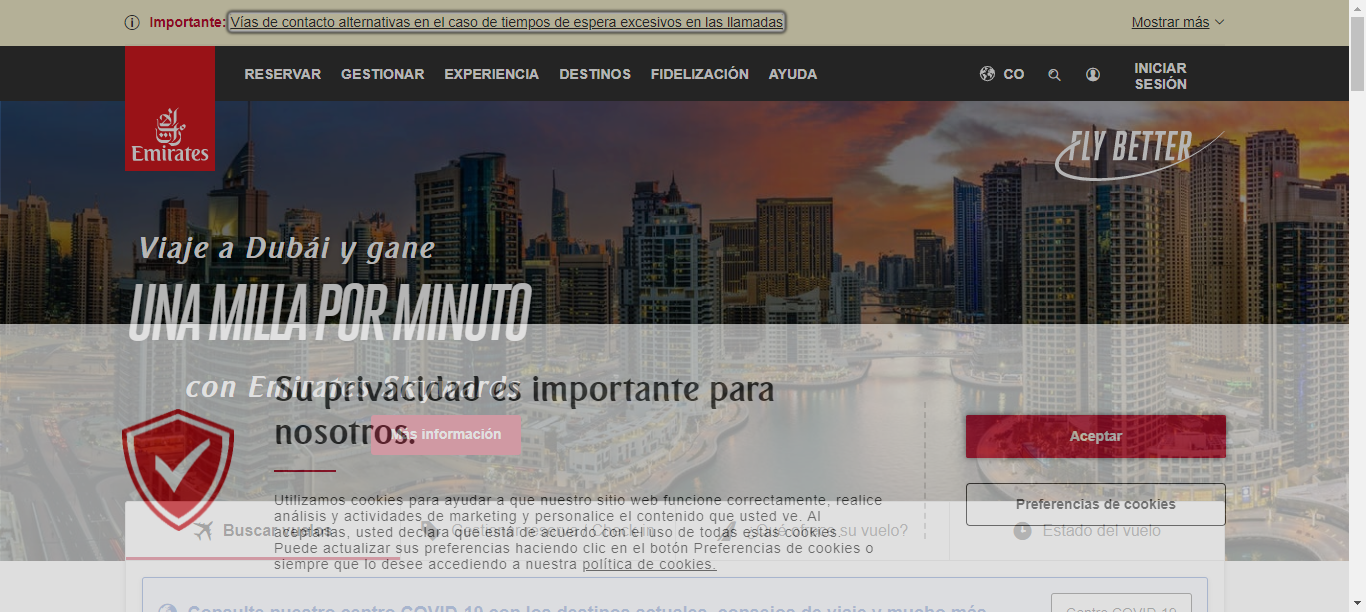 Importante: Vías de contacto alternativas en el caso de tiempos de espera excesivos en las llamadas
Mostrar más
RESERVAR GESTIONAR EXPERIENCIA DESTINOS FIDELIZACIÓN AYUDA
CO
INICIAR
SESIÓN
Emirates
FLY BETTER
Viaje a Dubái y gane
UNA MILLA POR MINUTO
con Emirates Skywards
Más información
Su privacidad es importante para
nosotros.
Aceptar
Preferencias de cookies
Utilizamos cookies para ayudar a que nuestro sitio web funcione correctamente, realice
análisis y actividades de marketing y personalice el contenido que usted ve. Al
aceptarlas, usted declara que está de acuerdo con el uso de todas estas cookies.
Puede actualizar sus preferencias haciendo clic en el botón Preferencias de cookies o
siempre que lo desee accediendo a nuestra política de cookies.
Buscar vuelos
Gestionar reserva / Check-in
¿Qué ofrece su vuelo?
Estado del vuelo
Consulte nuestro centro COVID-19 con los destinos actuales, consejos de viaje y mucho más
Centro COVID-19